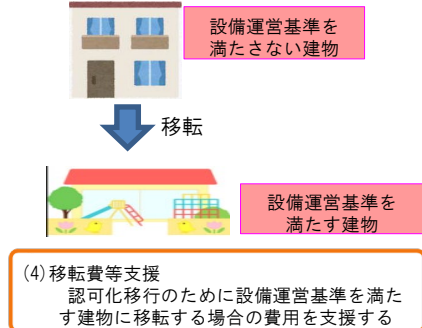 設備運営基準を
満たさない建物
移転
設備運営基準を
満たす建物
(4)移転費等支援
認可化移行のために設備運営基準を満た
す建物に移転する場合の費用を支援する